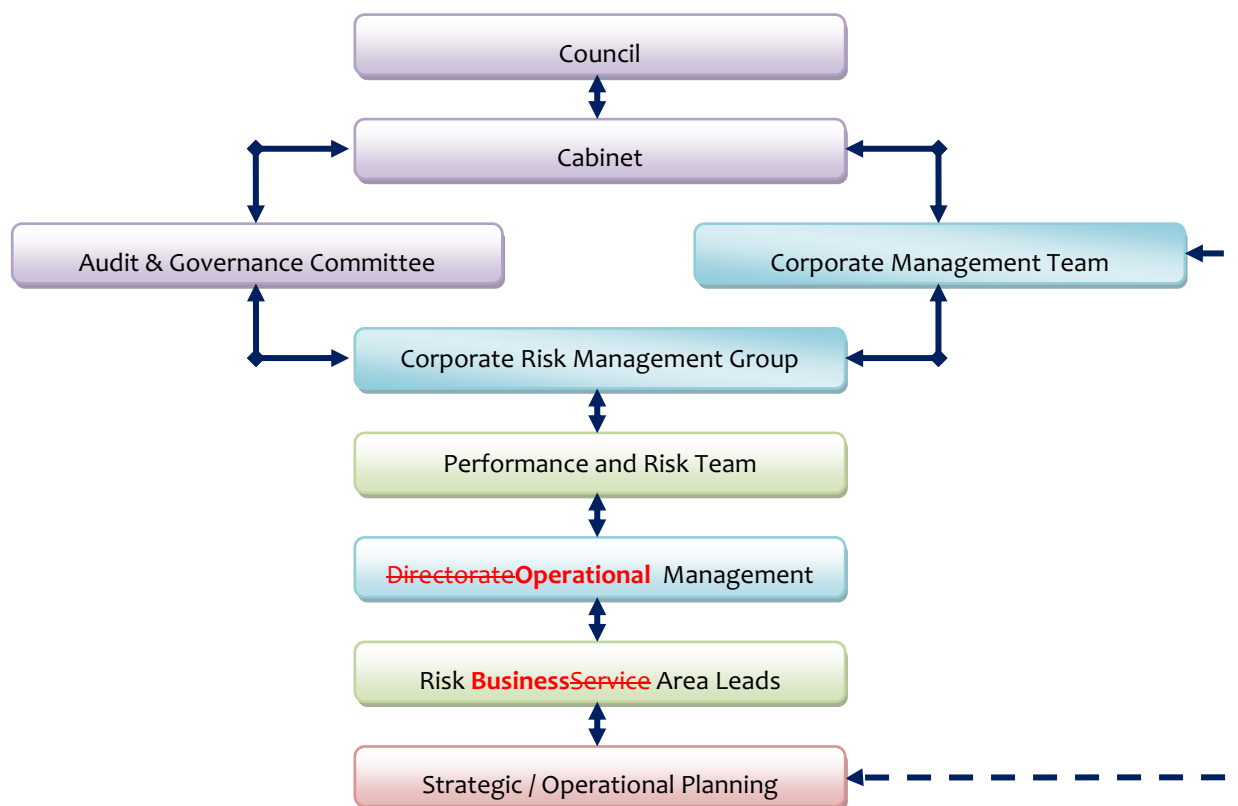 Council
Cabinet
Audit & Governance Committee
Corporate Management Team
Corporate Risk Management Group
Performance and Risk Team
DirectorateOperational Management
Risk BusinessService Area Leads
Strategic / Operational Planning